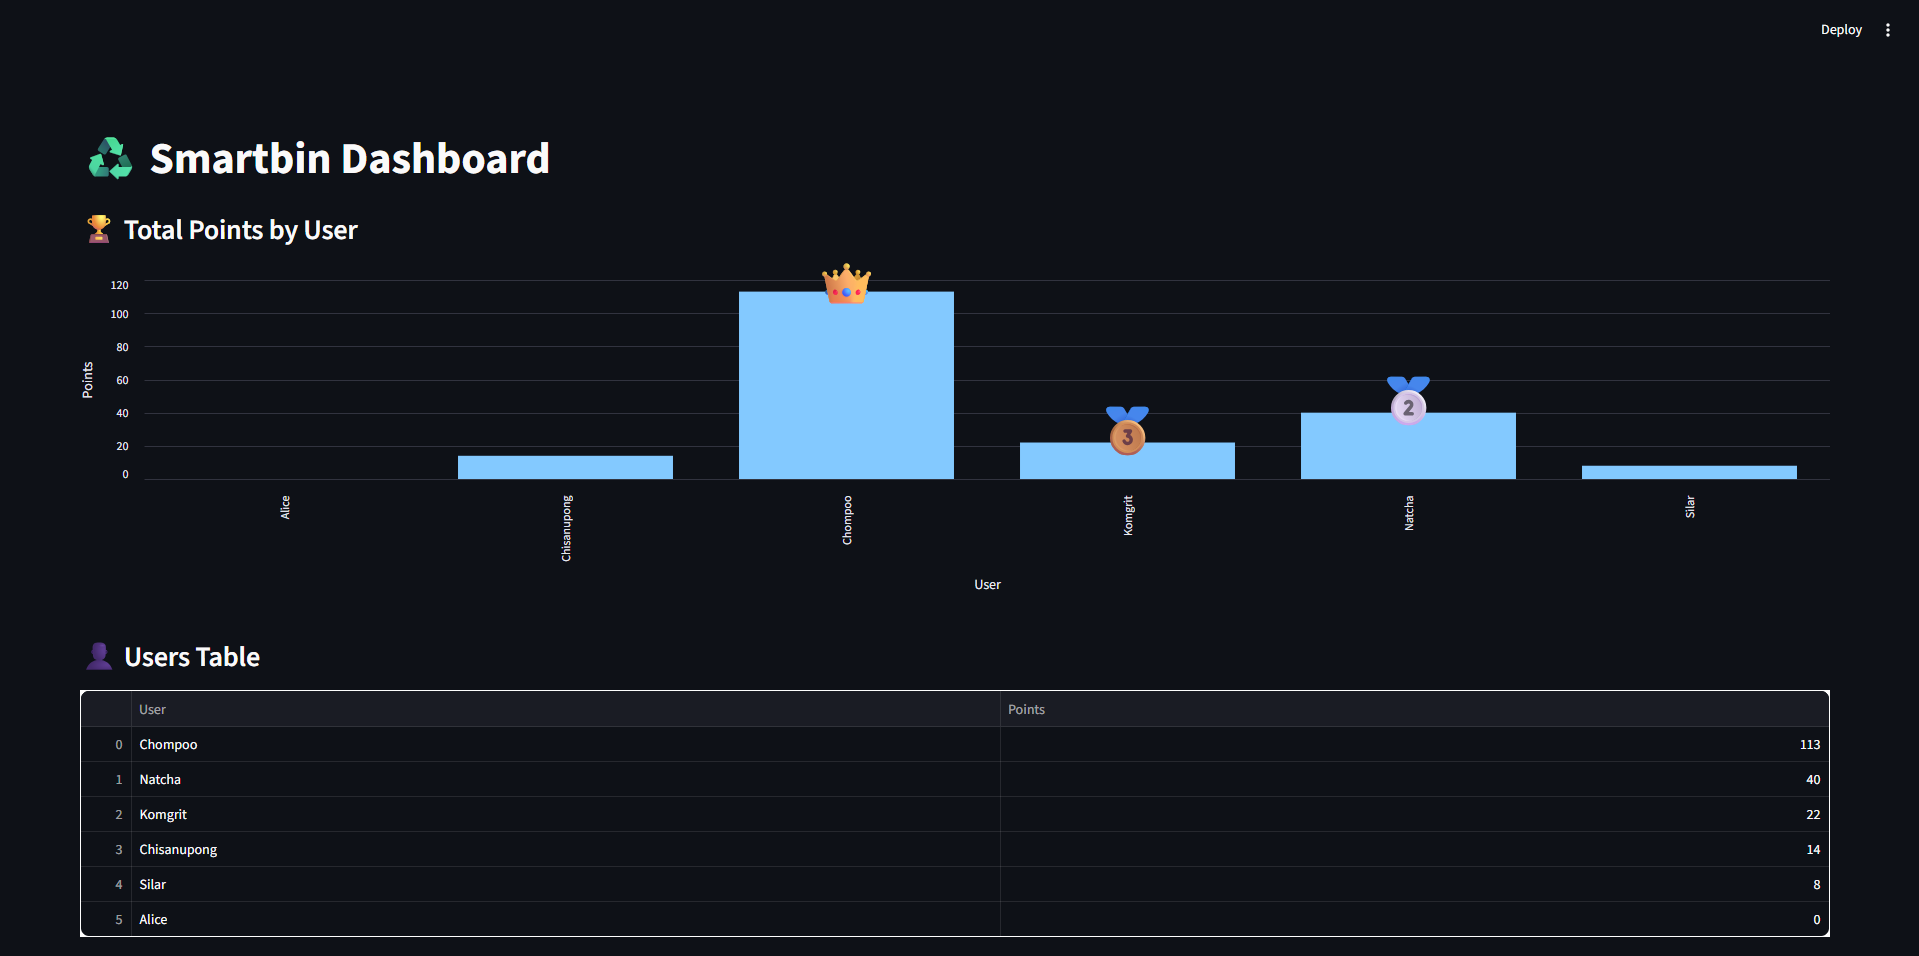 Deploy
Smartbin Dashboard
Total Points by User
120
100
80
60
40
20
0
Points
3
2
Alice
Chisanupong
Chompoo
Komgrit
Natcha
Silar
User
Users Table
User Points
0 Chompoo 113
1 Natcha 40
2 Komgrit 22
3 Chisanupong 14
4 Silar 8
5 Alice 0